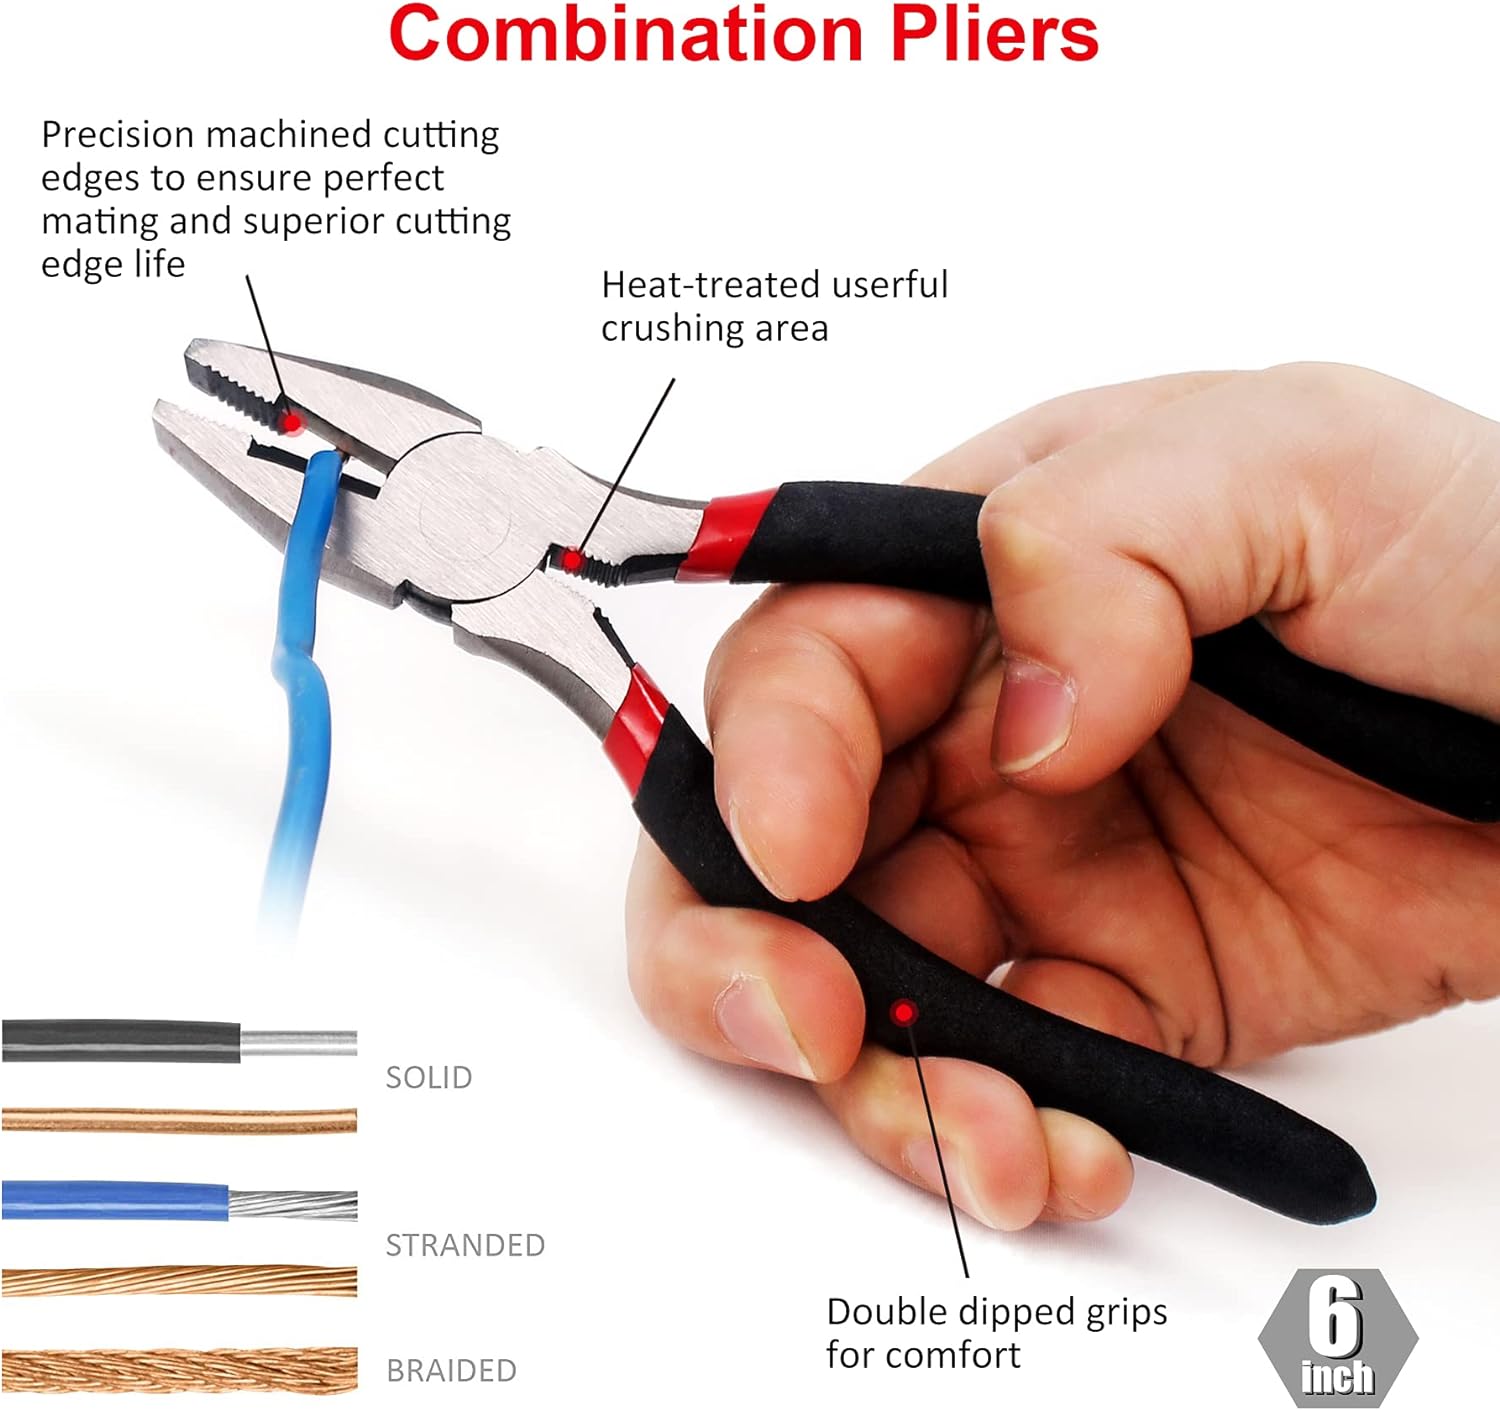 Combination Pliers
Precision machined cutting
edges to ensure perfect
mating and superior cutting
edge life
Heat-treated userful
crushing area
SOLID
STRANDED
BRAIDED
Double dipped grips
for comfort
6
inch